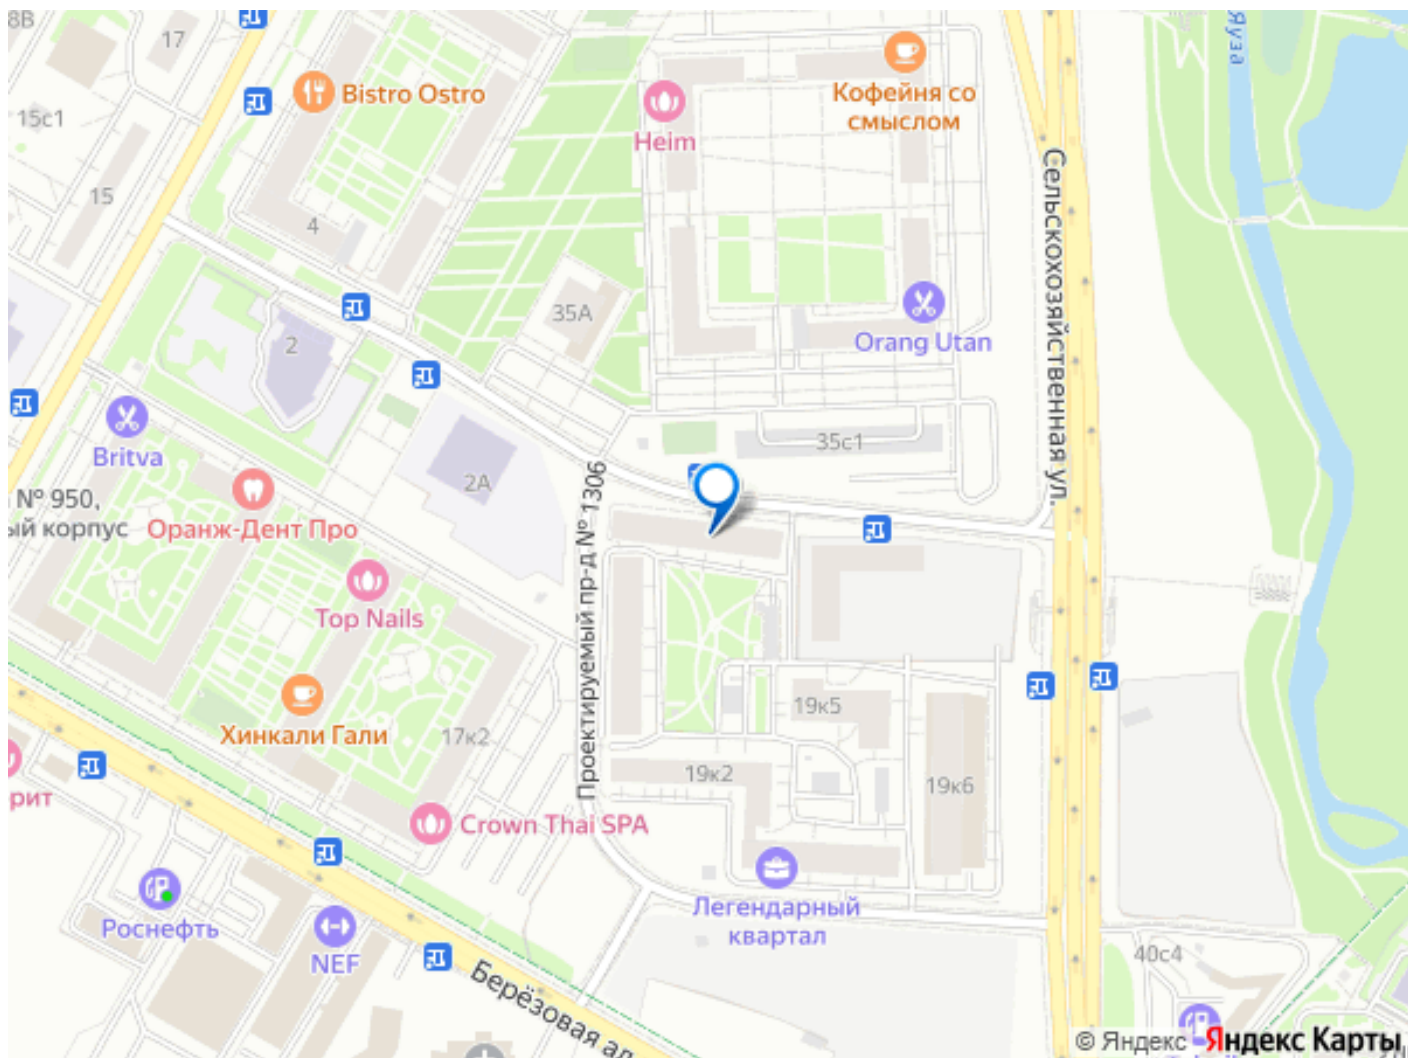 8В
17
Bistro Ostro
15с1
15
4
Heim
Кофейня со
смыслом
Яуза
Сельскохозяйственная ул.
35А
2
Orang Utan
Britva
2А
35с1
№ 950,
ый корпус
Оранж-Дент Про
Проектируемый пр-д № 1306
Top Nails
Хинкали Гали
17к2
19к5
19к2
19к6
рит
Crown Thai SPA
Роснефть
NEF
Легендарный
квартал
Берёзовая ал
40с4
© Яндекс Яндекс Карты